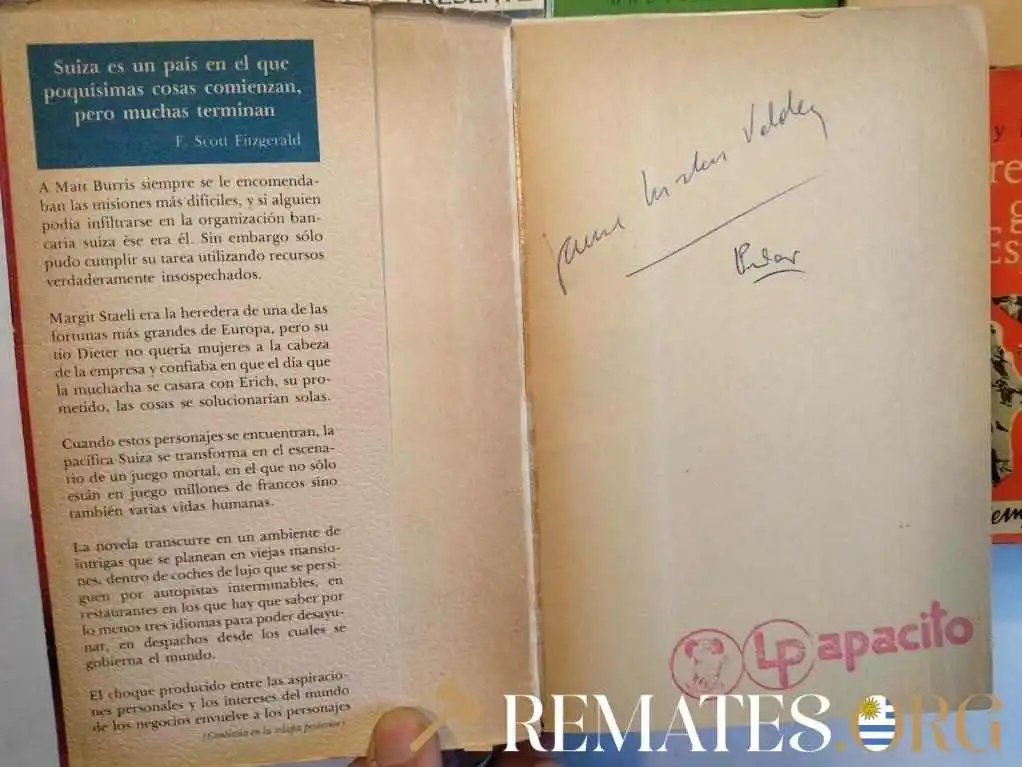 Suiza es un país en el que
poquísimas cosas comienzan,
pero muchas terminan
F. Scott Fitzgerald
A Matt Burris siempre se le encomenda-
ban las misiones más difíciles, y si alguien
podía infiltrarse en la organización ban-
caria suiza ése era él. Sin embargo sólo
pudo cumplir su tarea utilizando recursos
verdaderamente insospechados.
Margit Staeli era la heredera de una de las
fortunas más grandes de Europa, pero su
tío Dieter no quería mujeres a la cabeza
de la empresa y confiaba en que el día que
la muchacha se casara con Erich, su pro-
metido, las cosas se solucionarían solas.
Cuando estos personajes se encuentran, la
pacífica Suiza se transforma en el escena-
rio de un juego mortal, en el que no sólo
están en juego millones de francos sino
también varias vidas humanas.
La novela transcurre en un ambiente de
intrigas que se planean en viejas mansio-
nes, dentro de coches de lujo que se persi-
guen por autopistas interminables, en
restaurantes en los que hay que saber por
lo menos tres idiomas para poder desayu-
nar, en despachos desde los cuales se
gobierna el mundo.
El choque producido entre las aspiracio-
nes personales y los intereses del mundo
de los negocios envuelve a los personajes
(Continúa en la solapa posterior)
LPapacito
REMATES.ORG